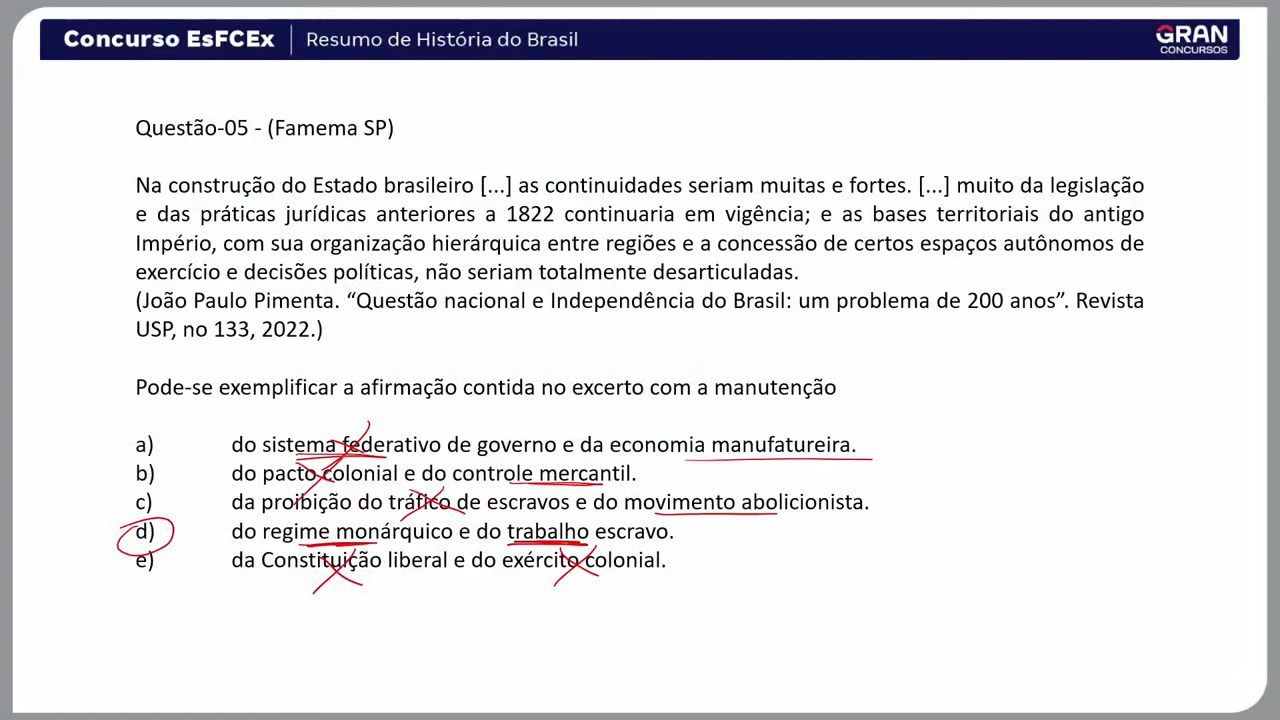 Concurso EsFCEx | Resumo de História do Brasil
GRAN
CONCURSOS
Questão-05 - (Famema SP)
Na construção do Estado brasileiro [...] as continuidades seriam muitas e fortes. [...] muito da legislação
e das práticas jurídicas anteriores a 1822 continuaria em vigência; e as bases territoriais do antigo
Império, com sua organização hierárquica entre regiões e a concessão de certos espaços autônomos de
exercício e decisões políticas, não seriam totalmente desarticuladas.
(João Paulo Pimenta. “Questão nacional e Independência do Brasil: um problema de 200 anos”. Revista
USP, no 133, 2022.)
Pode-se exemplificar a afirmação contida no excerto com a manutenção
a) do sistema federativo de governo e da economia manufatureira.
b) do pacto colonial e do controle mercantil.
c) da proibição do tráfico de escravos e do movimento abolicionista.
d) do regime monárquico e do trabalho escravo.
e) da Constituição liberal e do exército colonial.